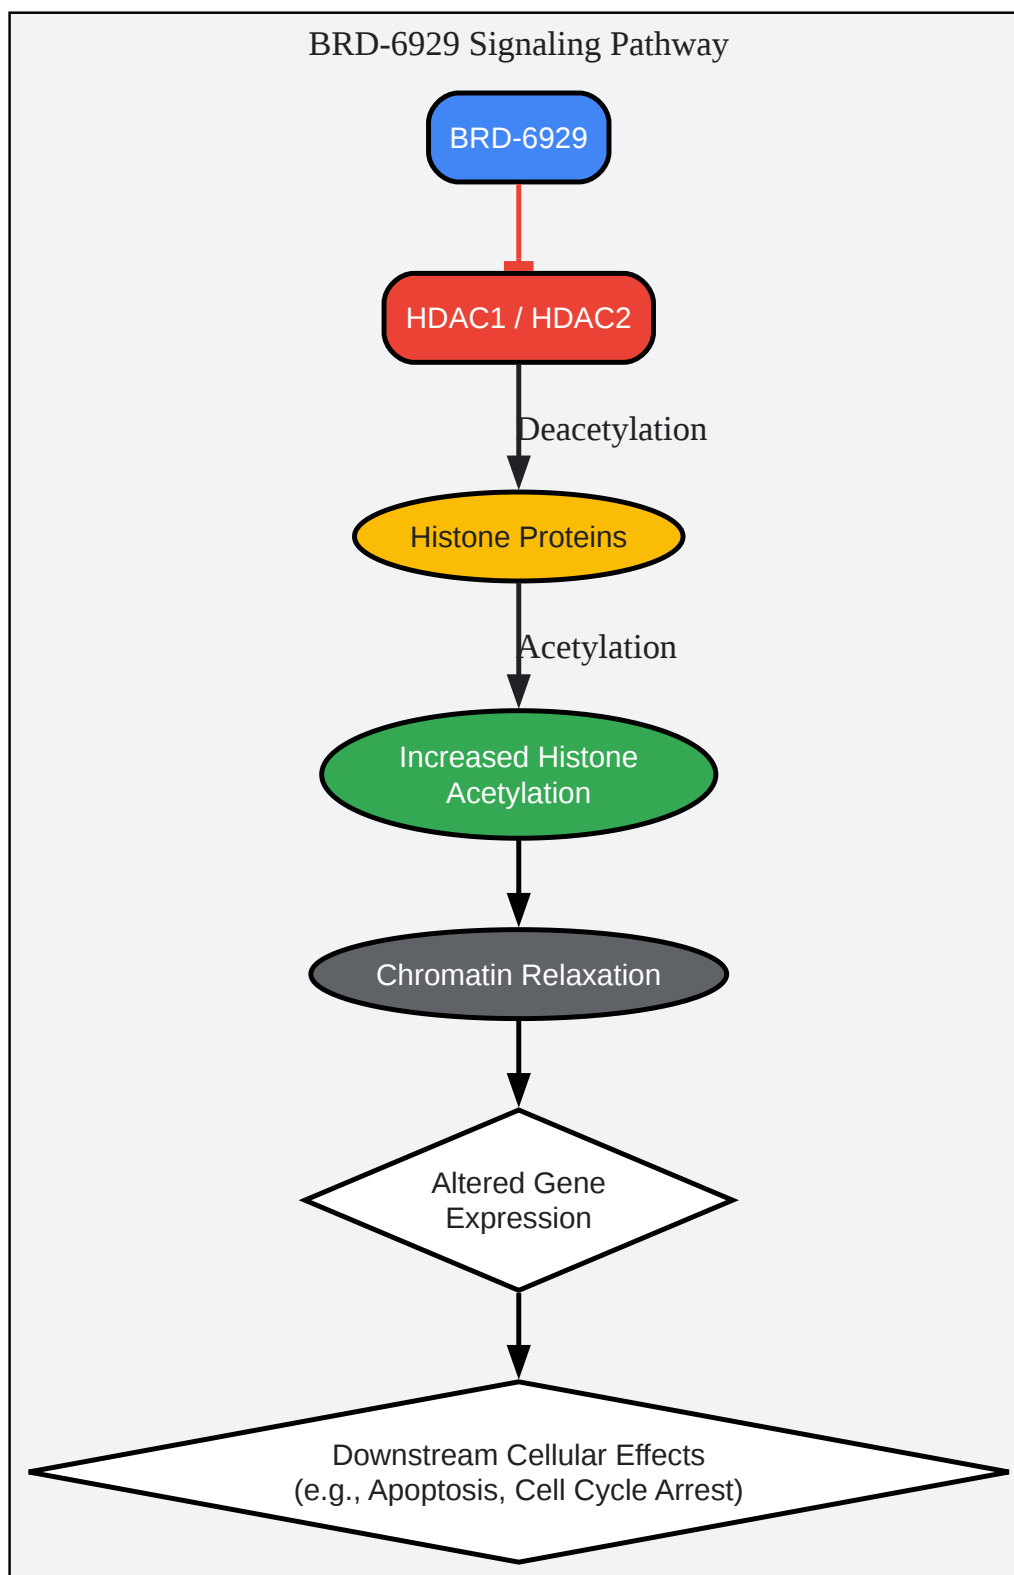 BRD-6929 Signaling Pathway
BRD-6929
HDAC1 / HDAC2
Deacetylation
Histone Proteins
Acetylation
Increased Histone
Acetylation
Chromatin Relaxation
Altered Gene
Expression
Downstream Cellular Effects
(e.g., Apoptosis, Cell Cycle Arrest)